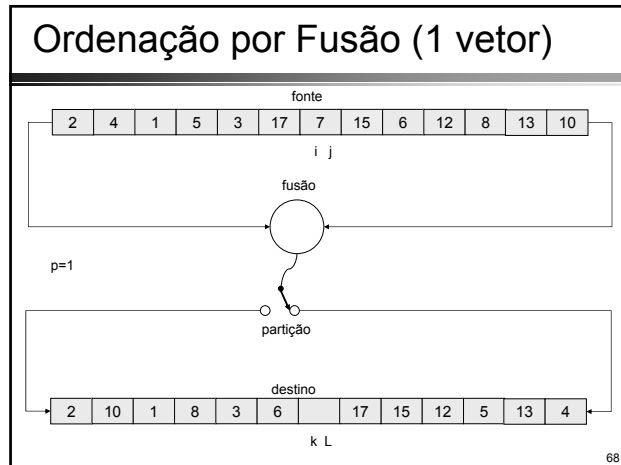 Ordenação por Fusão (1 vetor)
fonte
2 4 1 5 3 17 7 15 6 12 8 13 10
i j
fusão
p=1
partição
destino
2 10 1 8 3 6 17 15 12 5 13 4
k L
68